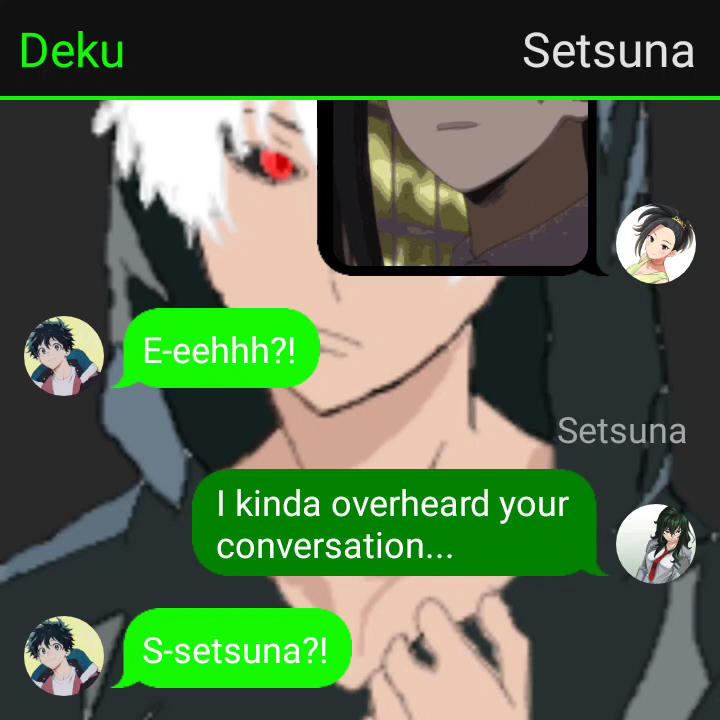 Deku
Setsuna
E-eehhh?!
Setsuna
I kinda overheard your
conversation...
S-setsuna?!